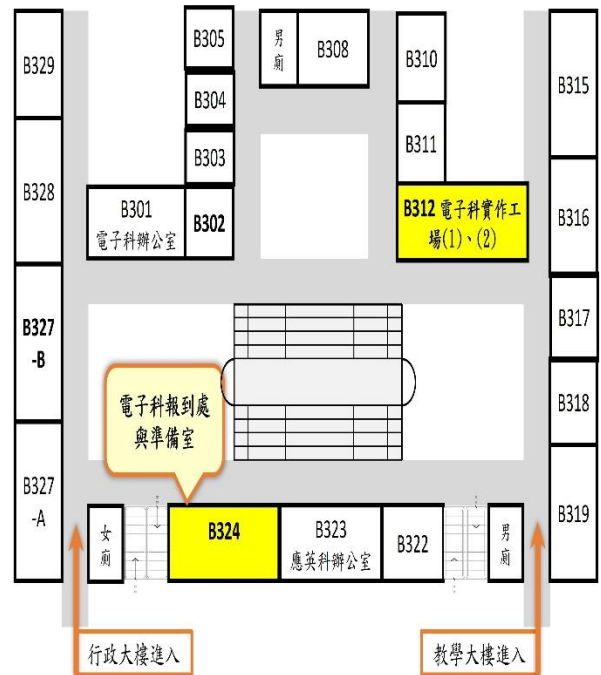 B329
B305
男
廁
B308
B310
B315
B304
B303
B311
B328
B301
電子科辦公室
B302
B312 電子科實作工
場(1)、(2)
B316
B327
-B
B317
電子科報到處
與準備室
B318
B327
-A
女
廁
B324
B323
應英科辦公室
B322
男
廁
B319
行政大樓進入
教學大樓進入